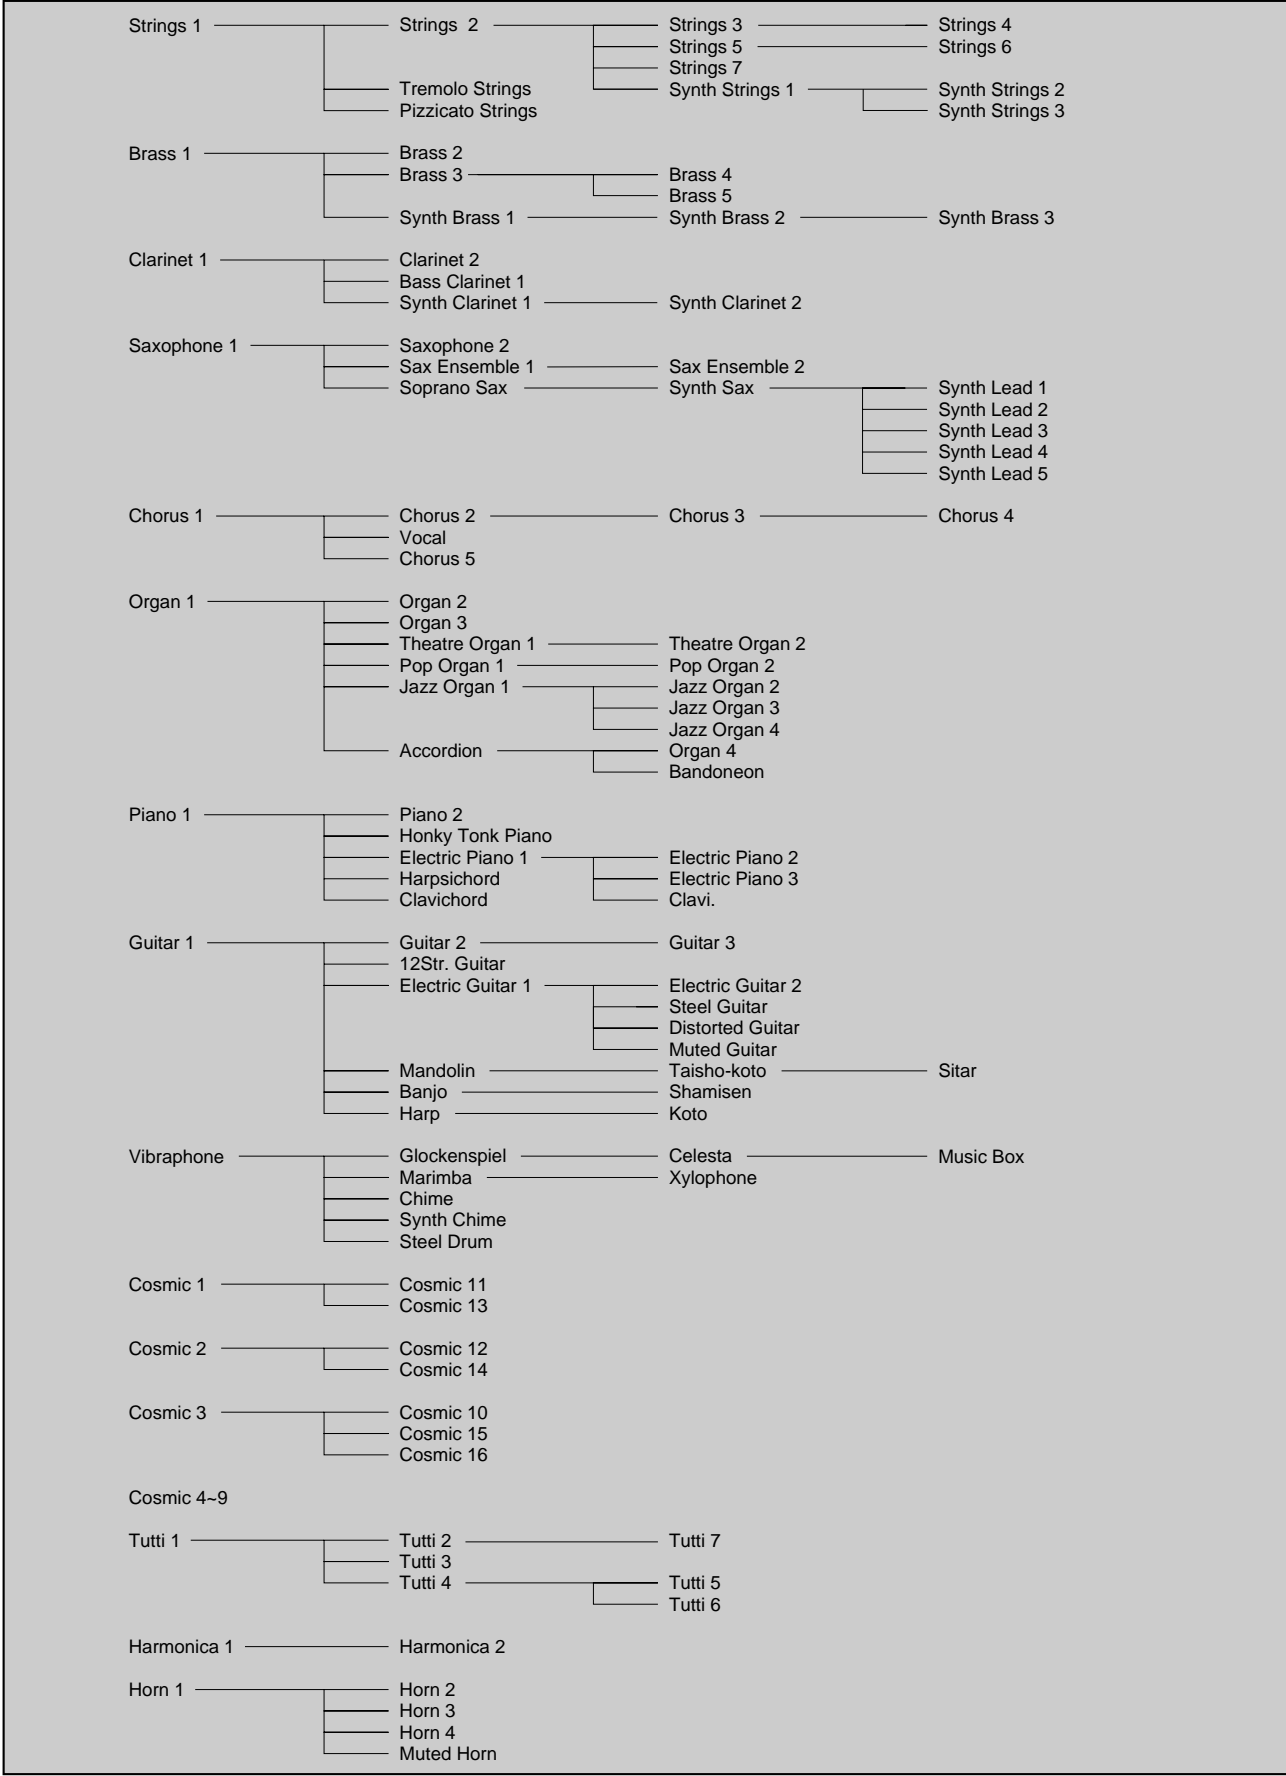 Strings 1 Strings 2 Strings 3 Strings 4
Strings 5 Strings 6
Strings 7
Tremolo Strings Synth Strings 1 Synth Strings 2
Pizzicato Strings Synth Strings 3
Brass 1 Brass 2
Brass 3 Brass 4
Brass 5
Synth Brass 1 Synth Brass 2 Synth Brass 3
Clarinet 1 Clarinet 2
Bass Clarinet 1
Synth Clarinet 1 Synth Clarinet 2
Saxophone 1 Saxophone 2
Sax Ensemble 1 Sax Ensemble 2
Soprano Sax Synth Sax Synth Lead 1
Synth Lead 2
Synth Lead 3
Synth Lead 4
Synth Lead 5
Chorus 1 Chorus 2 Chorus 3 Chorus 4
Vocal
Chorus 5
Organ 1 Organ 2
Organ 3
Theatre Organ 1 Theatre Organ 2
Pop Organ 1 Pop Organ 2
Jazz Organ 1 Jazz Organ 2
Jazz Organ 3
Jazz Organ 4
Accordion Organ 4
Bandoneon
Piano 1 Piano 2
Honky Tonk Piano
Electric Piano 1 Electric Piano 2
Harpsichord Electric Piano 3
Clavichord Clavi.
Guitar 1 Guitar 2 Guitar 3
12Str. Guitar
Electric Guitar 1 Electric Guitar 2
Steel Guitar
Distorted Guitar
Muted Guitar
Mandolin Taisho-koto Sitar
Banjo Shamisen
Harp Koto
Vibraphone Glockenspiel Celesta Music Box
Marimba Xylophone
Chime
Synth Chime
Steel Drum
Cosmic 1 Cosmic 11
Cosmic 13
Cosmic 2 Cosmic 12
Cosmic 14
Cosmic 3 Cosmic 10
Cosmic 15
Cosmic 16
Cosmic 4~9
Tutti 1 Tutti 2 Tutti 7
Tutti 3
Tutti 4 Tutti 5
Tutti 6
Harmonica 1 Harmonica 2
Horn 1 Horn 2
Horn 3
Horn 4
Muted Horn